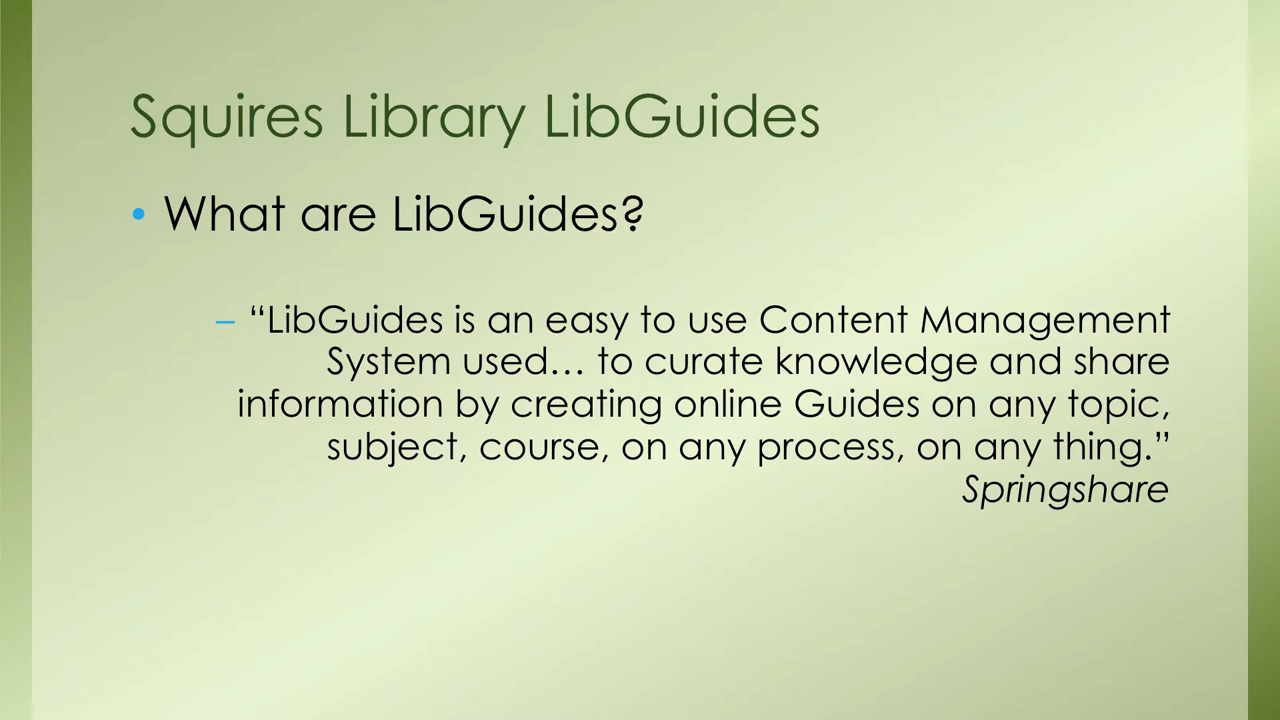 Squires Library LibGuides
• What are LibGuides?
– “LibGuides is an easy to use Content Management
System used… to curate knowledge and share
information by creating online Guides on any topic,
subject, course, on any process, on any thing.”
Springshare